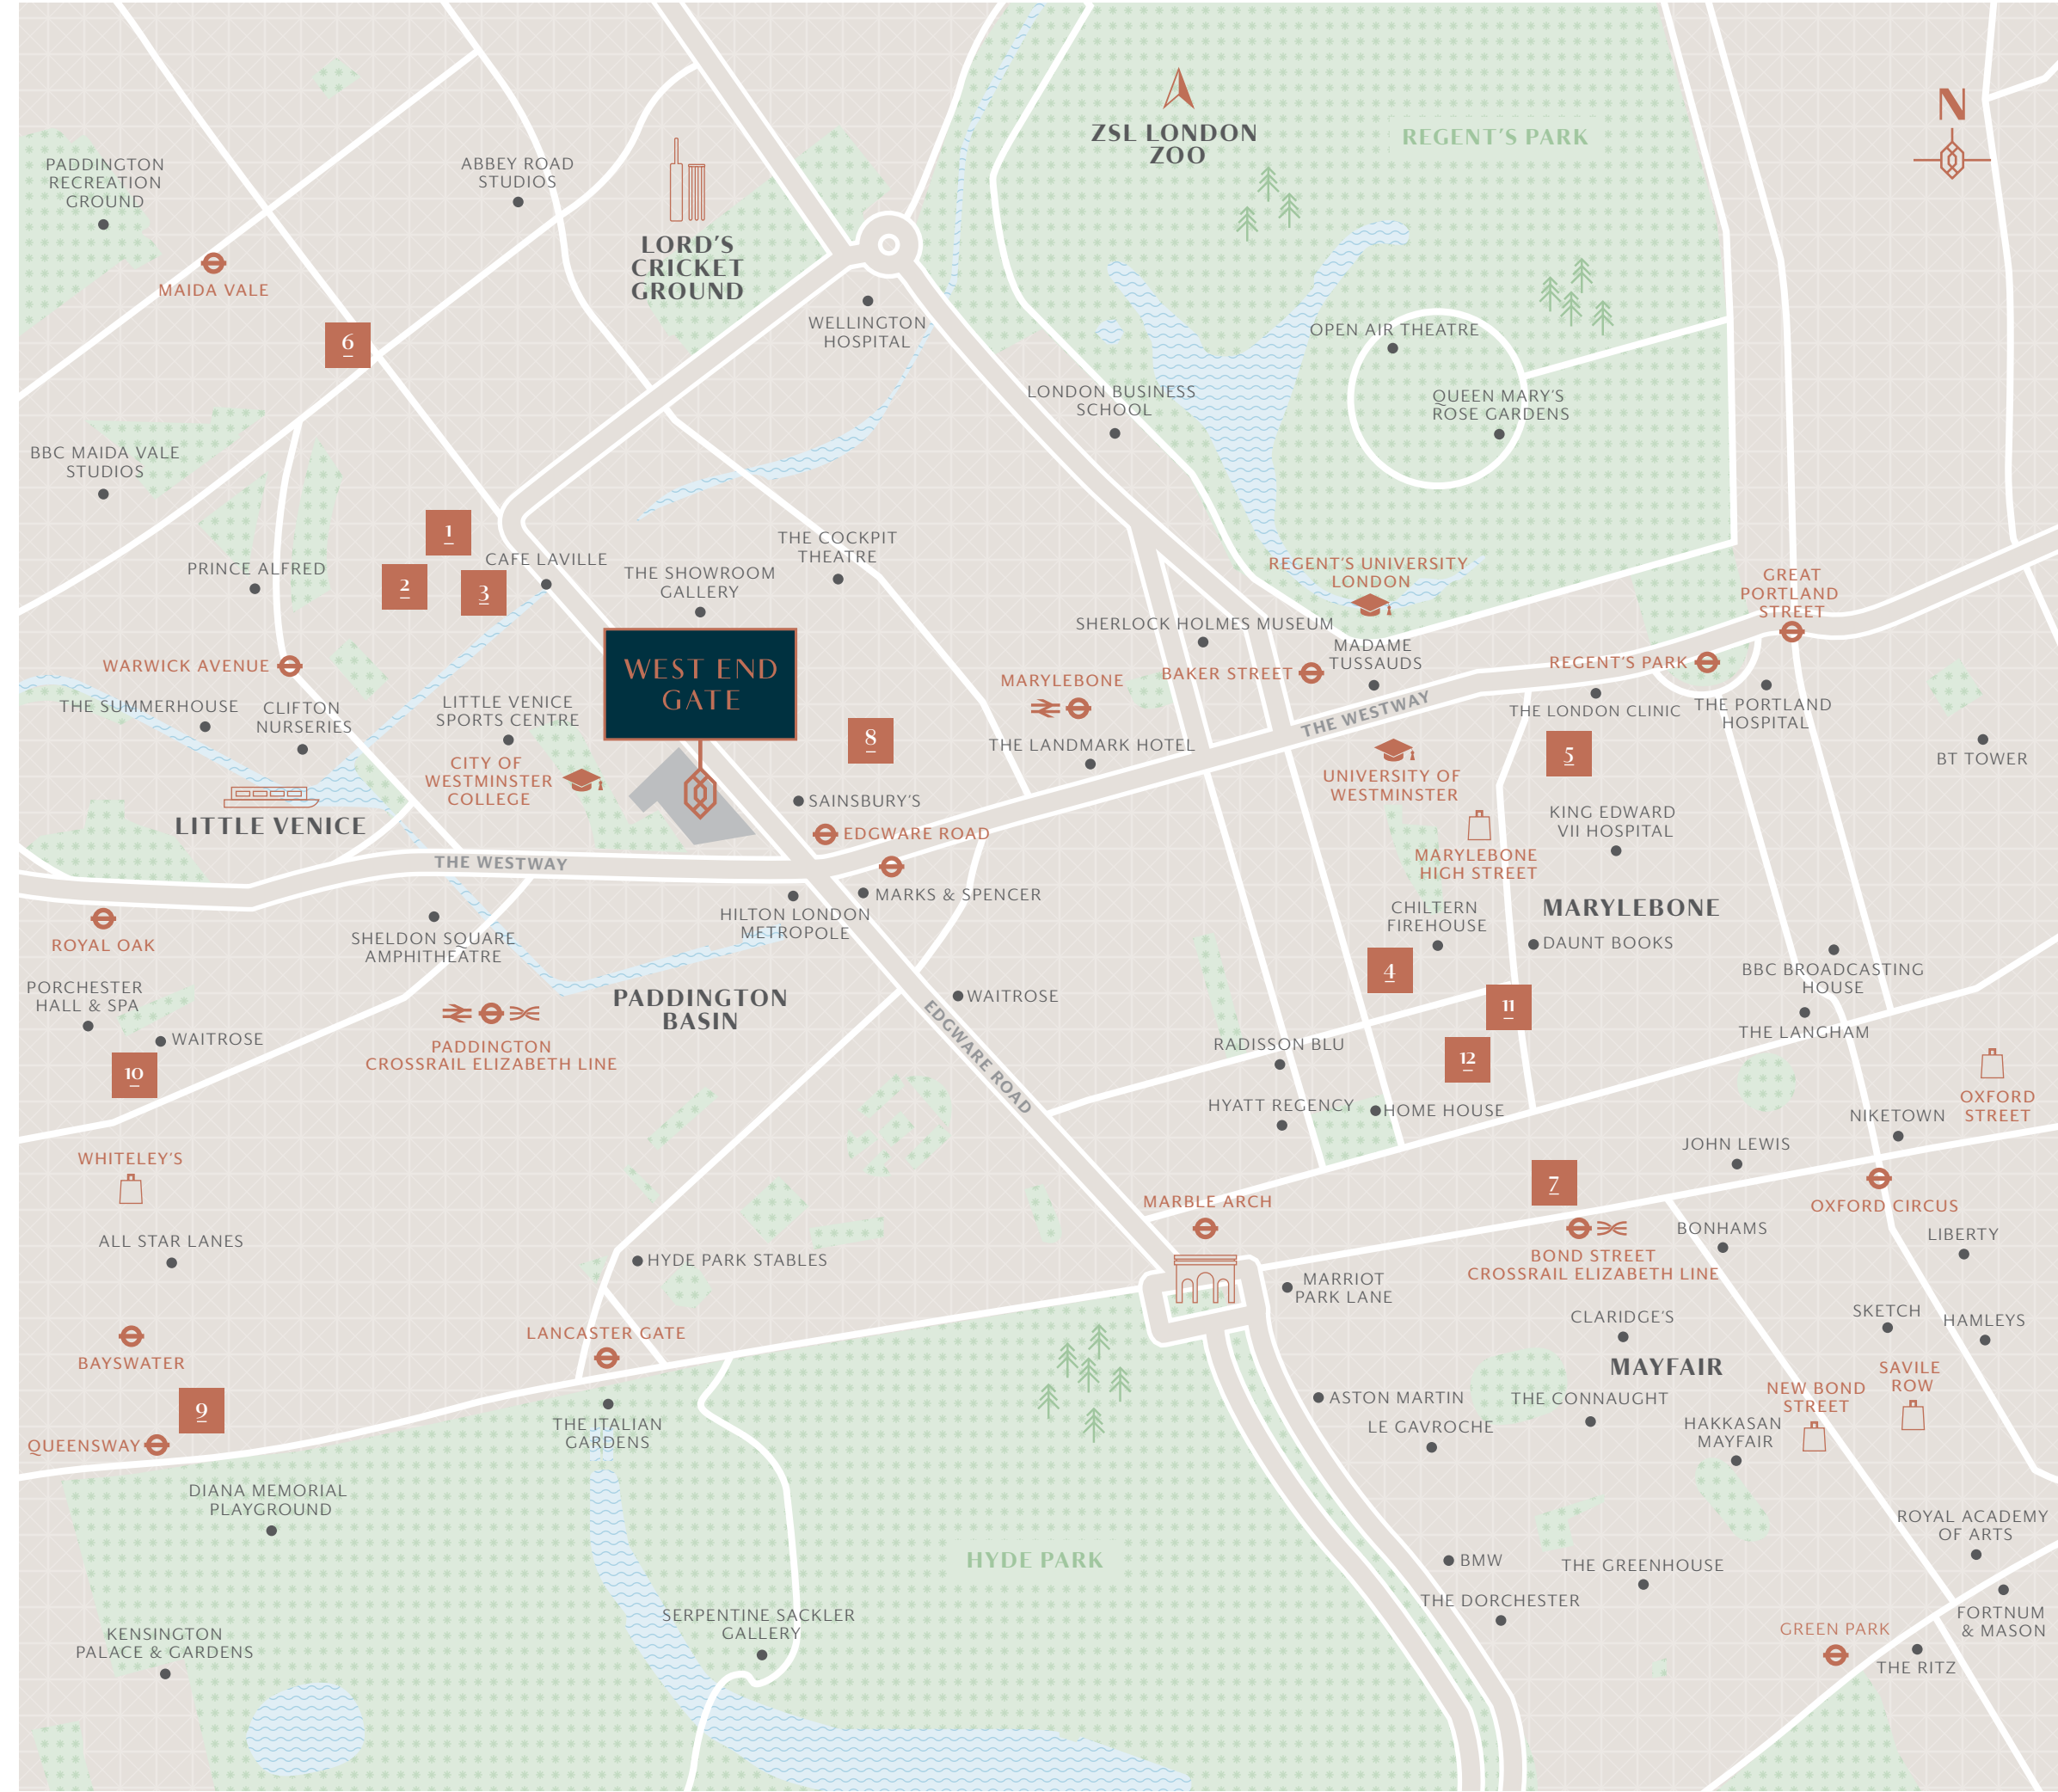 N
ZSL LONDON
ZOO
REGENT'S PARK
PADDINGTON
RECREATION
GROUND
ABBEY ROAD
STUDIOS
LORD'S
CRICKET
GROUND
MAIDA VALE
WELLINGTON
HOSPITAL
6
OPEN AIR THEATRE
LONDON BUSINESS
SCHOOL
QUEEN MARY'S
ROSE GARDENS
BBC MAIDA VALE
STUDIOS
1
CAFE LAVILLE
THE COCKPIT
THEATRE
PRINCE ALFRED
2
3
THE SHOWROOM
GALLERY
REGENT'S UNIVERSITY
LONDON
GREAT
PORTLAND
STREET
SHERLOCK HOLMES MUSEUM
MADAME
TUSSAUDS
WARWICK AVENUE
WEST END
GATE
MARYLEBONE
BAKER STREET
REGENT'S PARK
THE SUMMERHOUSE
CLIFTON
NURSERIES
LITTLE VENICE
SPORTS CENTRE
THE WESTWAY
THE LONDON CLINIC
THE PORTLAND
HOSPITAL
8
THE LANDMARK HOTEL
5
BT TOWER
CITY OF
WESTMINSTER
COLLEGE
UNIVERSITY OF
WESTMINSTER
SAINSBURY'S
LITTLE VENICE
EDGWARE ROAD
KING EDWARD
VII HOSPITAL
MARYLEBONE
HIGH STREET
THE WESTWAY
MARKS & SPENCER
HILTON LONDON
METROPOLE
CHILTERN
FIREHOUSE
MARYLEBONE
ROYAL OAK
SHELDON SQUARE
AMPHITHEATRE
DAUNT BOOKS
4
BBC BROADCASTING
HOUSE
PORCHESTER
HALL & SPA
PADDINGTON
BASIN
WAITROSE
11
WAITROSE
EDGWARE ROAD
THE LANGHAM
PADDINGTON
CROSSRAIL ELIZABETH LINE
RADISSON BLU
12
10
HYATT REGENCY
HOME HOUSE
OXFORD
STREET
NIKETOWN
WHITELEY'S
JOHN LEWIS
7
MARBLE ARCH
OXFORD CIRCUS
ALL STAR LANES
HYDE PARK STABLES
BONHAMS
LIBERTY
BOND STREET
CROSSRAIL ELIZABETH LINE
MARRIOT
PARK LANE
CLARIDGE'S
SKETCH
HAMLEYS
BAYSWATER
LANCASTER GATE
MAYFAIR
SAVILE
ROW
9
ASTON MARTIN
THE CONNAUGHT
NEW BOND
STREET
QUEENSWAY
THE ITALIAN
GARDENS
LE GAVROCHE
HAKKASAN
MAYFAIR
DIANA MEMORIAL
PLAYGROUND
ROYAL ACADEMY
OF ARTS
HYDE PARK
BMW
THE GREENHOUSE
THE DORCHESTER
SERPENTINE SACKLER
GALLERY
FORTNUM
& MASON
KENSINGTON
PALACE & GARDENS
GREEN PARK
THE RITZ